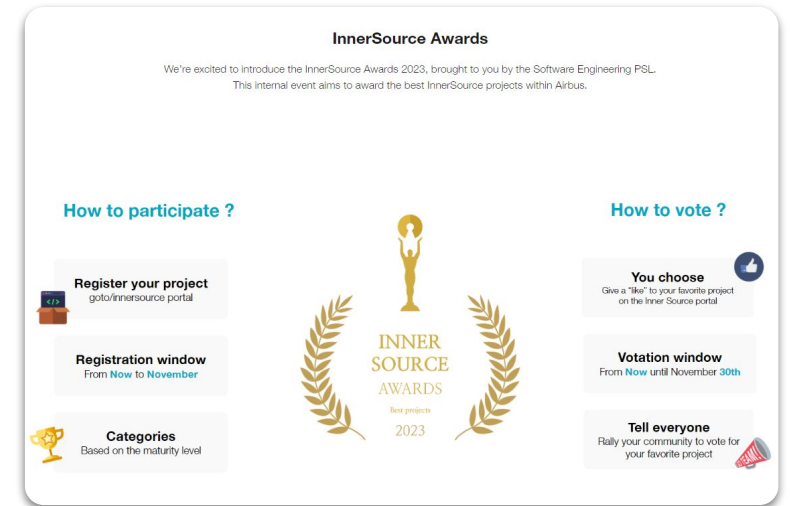 InnerSource Awards
We're excited to introduce the InnerSource Awards 2023, brought to you by the Software Engineering PSL.
This internal event aims to award the best InnerSource projects within Airbus.
How to participate ?
Register your project
goto/innersource portal
Registration window
From Now to November
Categories
Based on the maturity level
INNER
SOURCE
AWARDS
Best projects
2023
How to vote ?
You choose
Give a "like" to your favorite project
on the Inner Source portal
Votation window
From Now until November 30th
Tell everyone
Rally your community to vote for
your favorite project